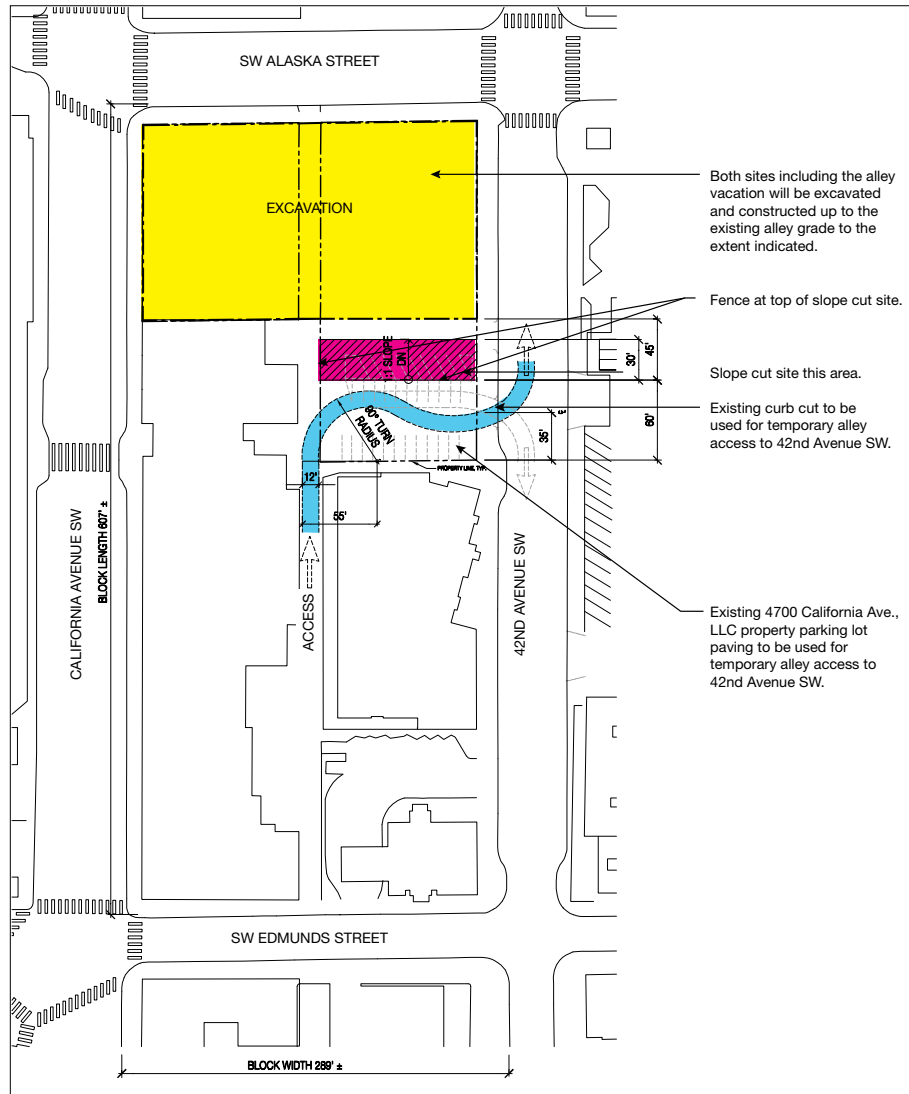 SW ALASKA STREET
Both sites including the alley
vacation will be excavated
and constructed up to the
existing alley grade to the
extent indicated.
EXCAVATION
Fence at top of slope cut site.
1:1 SLOPE
DN
45'
30'
Slope cut site this area.
Existing curb cut to be
used for temporary alley
access to 42nd Avenue SW.
60'
35'
90° TURN
RADIUS
PROPERTY LINE, TYP.
12'
55'
CALIFORNIA AVENUE SW
BLOCK LENGTH 607' ±
ACCESS
42ND AVENUE SW
Existing 4700 California Ave.,
LLC property parking lot
paving to be used for
temporary alley access to
42nd Avenue SW.
SW EDMUNDS STREET
BLOCK WIDTH 289' ±